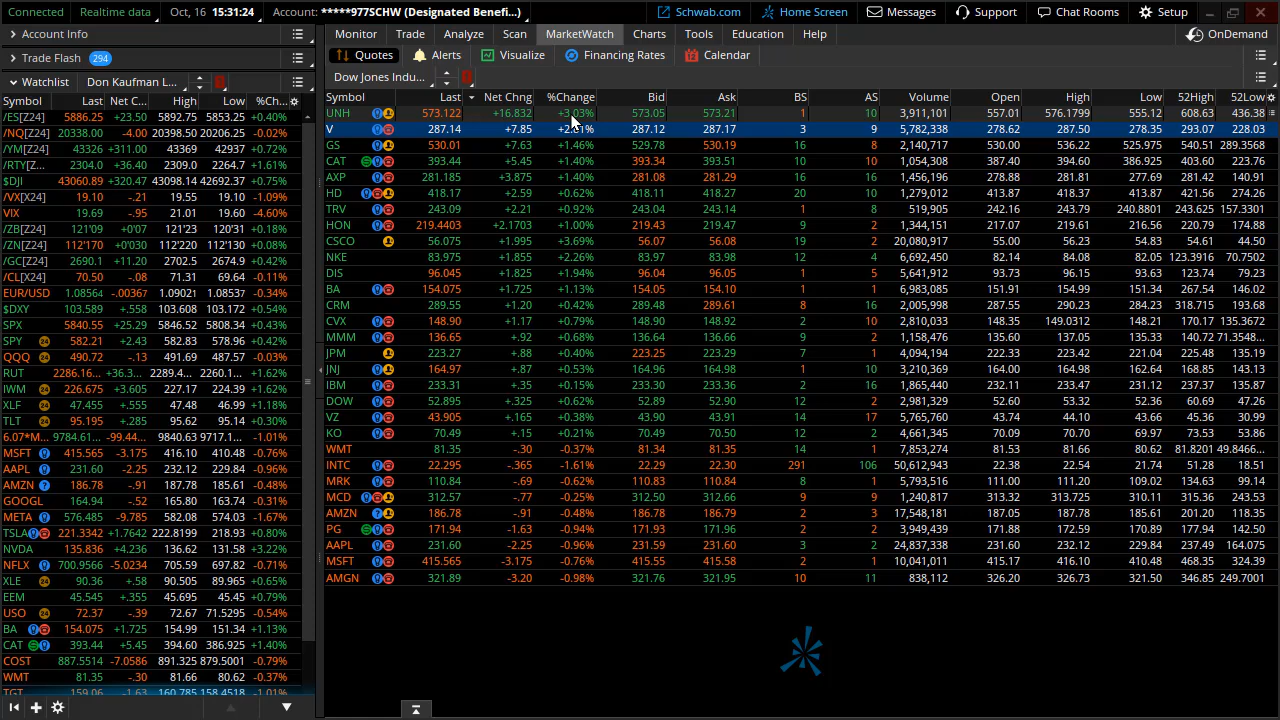 Connected Realtime data Oct, 16 15:31:24 Account: *****977SCHW (Designated Benefi...) Schwab.com Home Screen Messages Support Chat Rooms Setup
Account Info
Monitor Trade Analyze Scan MarketWatch Charts Tools Education Help OnDemand
Trade Flash 294
Quotes Alerts Visualize Financing Rates Calendar
Watchlist Don Kaufman L...
Dow Jones Indu...
Symbol Last Net C... High Low %Ch...
/ES[Z24] 5886.25 +23.50 5892.75 5853.25 +0.40%
/NQ[Z24] 20338.00 -4.00 20398.50 20206.25 -0.02%
/YM[Z24] 43326 +311.00 43369 42937 +0.72%
/RTY[Z... 2304.0 +36.40 2309.0 2264.7 +1.61%
$DJI 43060.89 +320.47 43098.14 42692.37 +0.75%
/VX[X24] 19.10 -.21 19.55 19.10 -1.09%
VIX 19.69 -.95 21.01 19.60 -4.60%
/ZB[Z24] 121'09 +0'07 121'23 120'31 +0.18%
/ZN[Z24] 112'170 +0'030 112'220 112'130 +0.08%
/GC[Z24] 2690.1 +11.20 2702.5 2674.9 +0.42%
/CL[X24] 70.50 -.08 71.31 69.64 -0.11%
EUR/USD 1.08564 -.00367 1.09021 1.08537 -0.34%
$DXY 103.589 +.558 103.608 103.172 +0.54%
SPX 5840.55 +25.29 5846.52 5808.34 +0.43%
SPY 24 582.21 +2.43 582.83 578.96 +0.42%
QQQ 24 490.72 -.13 491.69 487.57 -0.03%
RUT 2286.16... +36.3... 2289.4... 2260.1... +1.62%
IWM 24 226.675 +3.605 227.17 224.39 +1.62%
XLF 24 47.455 +.555 47.48 46.99 +1.18%
TLT 24 95.195 +.285 95.62 95.14 +0.30%
6.07*M... 9784.61... -99.44... 9840.63 9717.1... -1.01%
MSFT 415.565 -3.175 416.10 410.48 -0.76%
AAPL 231.60 -2.25 232.12 229.84 -0.96%
AMZN 186.78 -.91 187.78 185.61 -0.48%
GOOGL 164.94 -.52 165.80 163.74 -0.31%
META 576.485 -9.785 582.08 574.03 -1.67%
TSLA 221.3342 +1.7642 222.8199 218.93 +0.80%
NVDA 135.836 +4.236 136.62 131.58 +3.22%
NFLX 700.9566 -5.0234 705.59 697.82 -0.71%
XLE 24 90.36 +.58 90.505 89.965 +0.65%
EEM 45.545 +.355 45.695 45.45 +0.79%
USO 24 72.37 -.39 72.67 71.5295 -0.54%
BA 154.075 +1.725 154.99 151.34 +1.13%
CAT 393.44 +5.45 394.60 386.925 +1.40%
COST 887.5514 -7.0586 891.325 879.5001 -0.79%
WMT 81.35 -.30 81.66 80.62 -0.37%
TGT 159.06 -1.63 160.785 158.4518 -1.01%
Symbol Last Net Chng %Change Bid Ask BS AS Volume Open High Low 52High 52Low
UNH 573.122 +16.832 +3.03% 573.05 573.21 1 10 3,911,101 557.01 576.1799 555.12 608.63 436.38
V 287.14 +7.85 287.12 287.17 3 9 5,782,338 278.62 287.50 278.35 293.07 228.03
GS 530.01 +7.63 +1.46% 529.78 530.19 16 8 2,140,717 530.00 536.22 525.525 540.51 289.3568
CAT 393.44 +5.45 +1.40% 393.34 393.51 10 10 1,054,308 387.40 394.60 386.925 403.60 223.76
AXP 281.185 +3.875 +1.40% 281.08 281.29 16 16 1,456,196 278.88 281.81 277.69 281.42 140.91
HD 418.17 +2.59 +0.62% 418.11 418.27 20 10 1,279,012 413.87 418.87 413.87 421.56 274.26
TRV 243.09 +2.21 +0.92% 243.04 243.14 1 8 519,905 242.16 243.79 240.8801 243.625 157.3301
HON 219.4403 +2.1703 +1.00% 219.43 219.47 9 2 1,344,151 217.07 219.61 216.56 220.79 174.88
CSCO 56.075 +1.995 +3.69% 56.07 56.08 19 2 20,080,917 55.00 56.23 54.83 54.61 44.50
NKE 83.975 +1.855 +2.26% 83.97 83.98 12 4 6,692,450 82.14 84.08 82.05 123.3916 70.7502
DIS 96.045 +1.825 +1.94% 96.04 96.05 1 5 5,641,912 93.73 96.15 93.63 123.74 79.23
BA 154.075 +1.725 +1.13% 154.05 154.10 1 1 6,983,085 151.91 154.99 151.34 267.54 146.02
CRM 289.55 +1.20 +0.42% 289.48 289.61 8 16 2,005,998 287.55 290.23 284.23 318.715 193.68
CVX 148.90 +1.17 +0.79% 148.90 148.92 2 10 2,810,033 148.35 149.0312 148.21 170.17 135.3672
MMM 136.65 +.92 +0.68% 136.64 136.66 2 9 1,158,476 135.60 137.05 135.33 140.72 71.3548...
JPM 223.27 +.88 +0.40% 223.25 223.29 7 1 4,094,194 222.33 223.42 221.04 225.48 135.19
JNJ 164.97 +.87 +0.53% 164.96 164.98 1 10 3,210,369 164.00 164.98 162.64 168.85 143.13
IBM 233.31 +.35 +0.15% 233.30 233.36 2 16 1,865,440 232.11 233.47 231.12 237.37 135.87
DOW 52.895 +.325 +0.62% 52.89 52.90 12 2 2,981,309 52.60 53.32 52.36 60.69 47.26
VZ 43.905 +.165 +0.38% 43.90 43.91 14 17 5,765,760 43.74 44.10 43.66 45.36 30.99
KO 70.49 +.15 +0.21% 70.49 70.50 12 2 4,661,345 70.09 70.70 69.97 73.53 53.86
WMT 81.35 -.30 -0.37% 81.34 81.35 14 1 7,853,274 81.53 81.66 80.62 81.8201 49.8466...
INTC 22.295 -.365 -1.61% 22.29 22.30 291 106 50,612,943 22.38 22.54 21.74 51.28 18.51
MRK 110.84 -.69 -0.62% 110.83 110.84 8 1 5,793,516 111.24 111.20 109.02 134.63 99.14
MCD 312.57 -.77 -0.25% 312.50 312.66 9 9 1,240,817 313.32 313.725 310.11 315.36 243.53
AMZN 186.78 -.91 -0.48% 186.78 186.79 2 3 17,548,181 187.05 187.78 185.61 201.20 118.35
PG 171.94 -1.63 -0.94% 171.93 171.96 2 2 3,949,439 171.88 172.28 170.89 177.94 142.50
AAPL 231.60 -2.25 -0.96% 231.59 231.60 3 2 24,837,338 231.60 232.12 229.84 237.49 164.075
MSFT 415.565 -3.175 -0.76% 415.55 415.58 2 1 10,041,011 415.17 416.10 410.48 468.35 324.39
AMGN 321.89 -3.20 -0.98% 321.76 321.95 10 11 838,112 326.20 326.73 321.50 346.85 249.7001